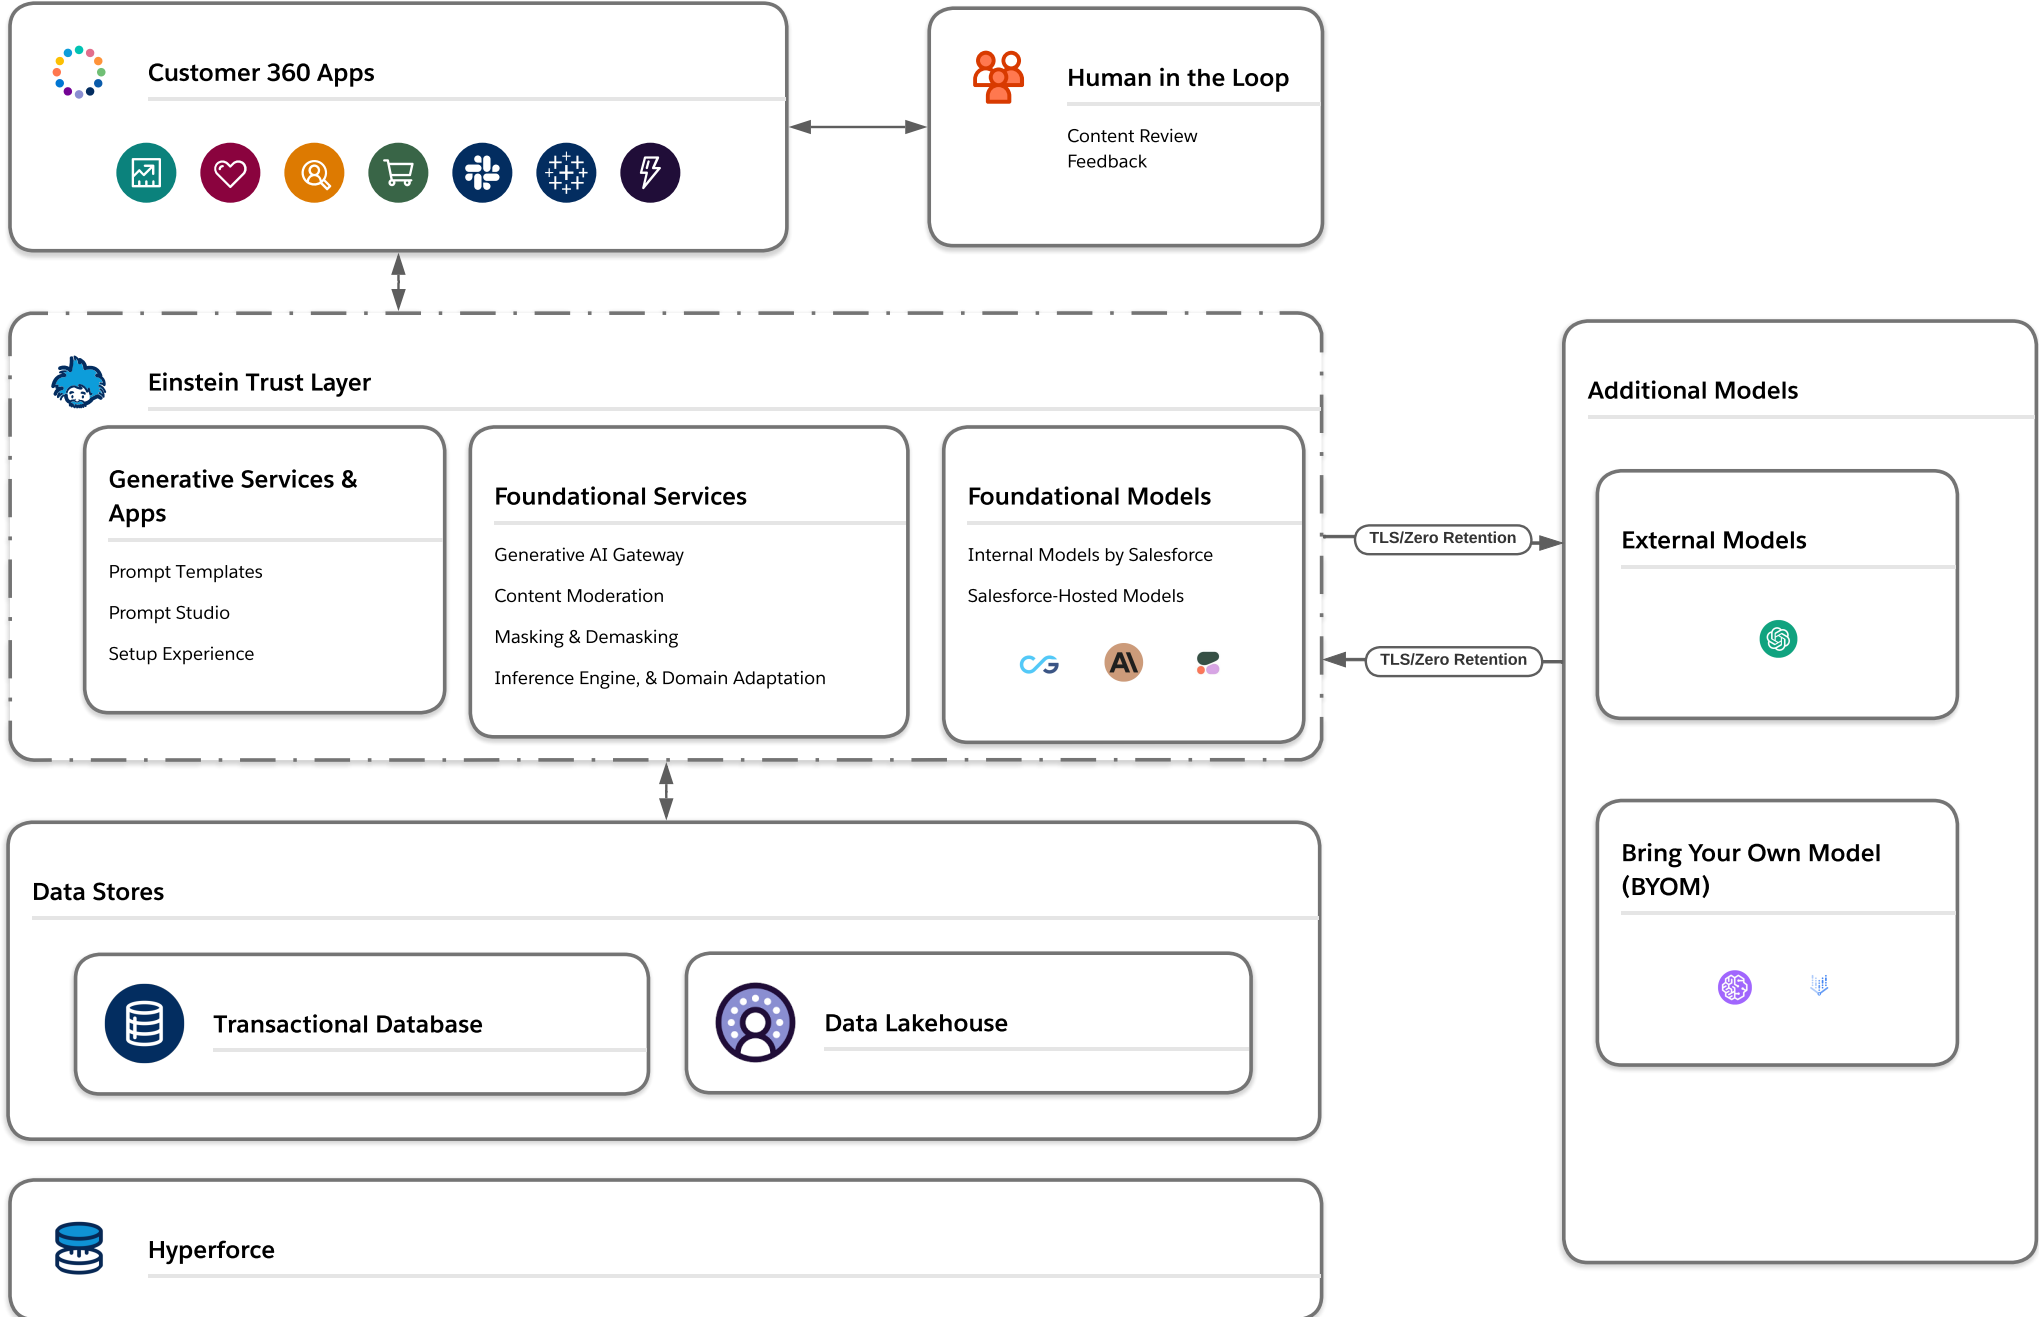 Customer 360 Apps
Human in the Loop
Content Review
Feedback
Einstein Trust Layer
Generative Services &
Apps
Prompt Templates
Prompt Studio
Setup Experience
Foundational Services
Generative AI Gateway
Content Moderation
Masking & Demasking
Inference Engine, & Domain Adaptation
Foundational Models
Internal Models by Salesforce
Salesforce-Hosted Models
AI
TLS/Zero Retention
TLS/Zero Retention
Additional Models
External Models
Bring Your Own Model
(BYOM)
Data Stores
Transactional Database
Data Lakehouse
Hyperforce